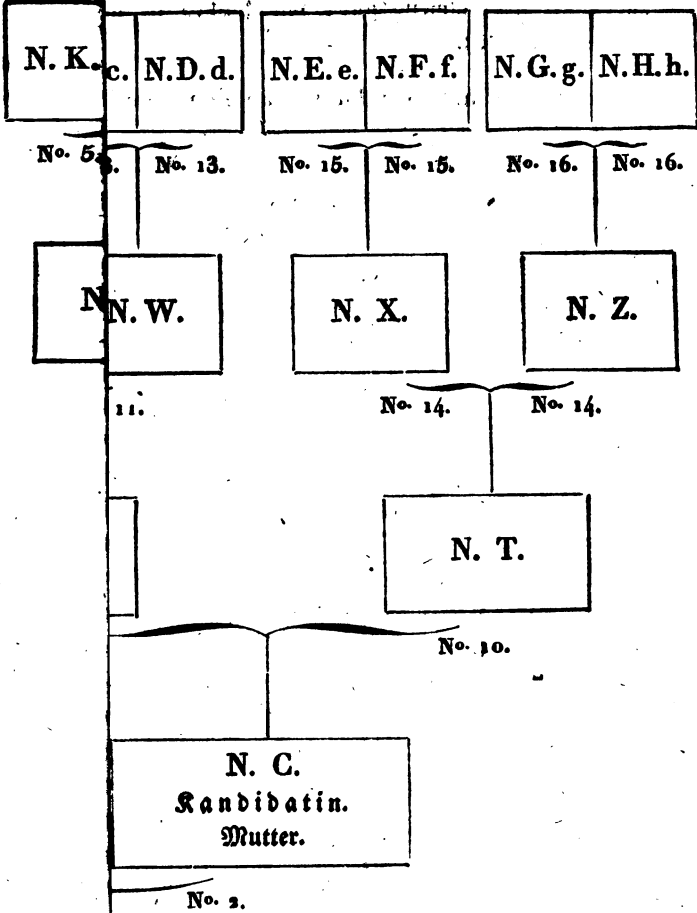 N. K. c. N. D. d. N. E. e. N. F. f. N. G. g. N. H. h.
No. 5. 3. No. 13. No. 15. No. 15. No. 16. No. 16.
N N. W. N. X. N. Z.
11. No. 14. No. 14.
N. T.
No. 10.
N. C.
Kandidatin.
Mutter.
No. 2.